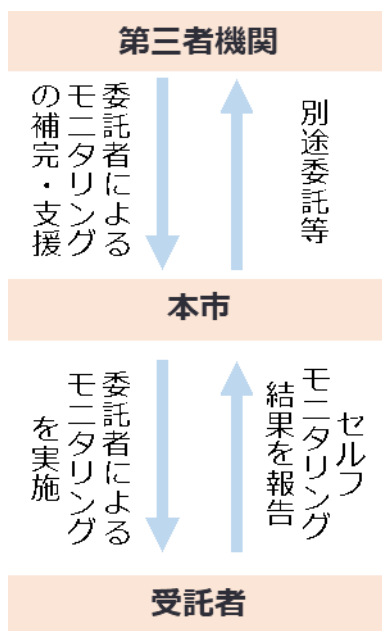 第三者機関
委託者による
モニタリング
の補完・支援
別途委託等
本市
委託者による
モニタリング
を実施
セルフ
モニタリング
結果を報告
受託者